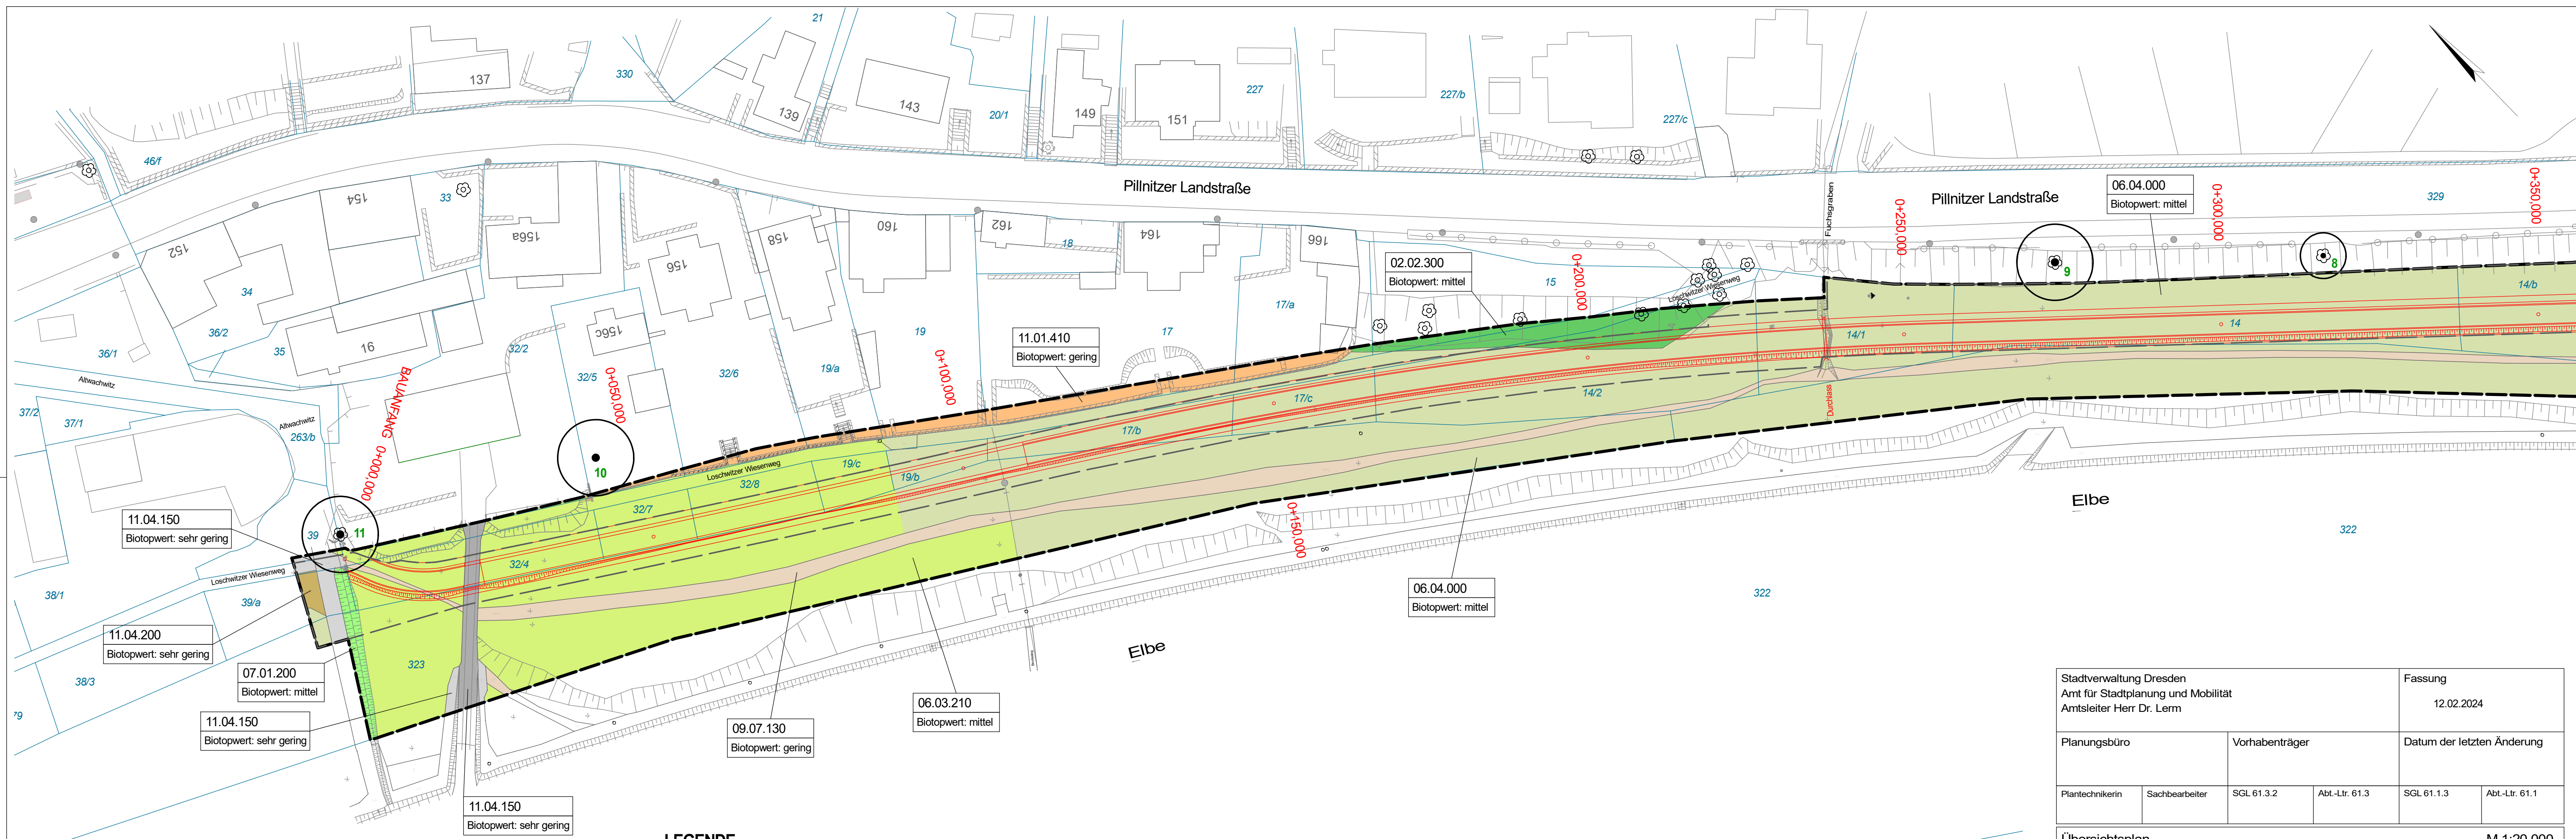 21
137
330
139
143
20/1
149
151
227
227/b
227/c
46/f
Pillnitzer Landstraße
Pillnitzer Landstraße
Fuchsgraben
06.04.000
Biotopwert: mittel
329
0+350,000
0+300,000
0+250,000
0+200,000
152
154
33
156a
156
158
160
162
18
164
166
02.02.300
Biotopwert: mittel
15
Loschwitzer Wiesenweg
9
8
14/b
34
36/2
35
91
36/1
32/2
156c
32/5
32/6
19/a
19
17
17/a
14/1
14
11.01.410
Biotopwert: gering
0+100,000
0+050,000
BAUANFANG 0+000,000
Altwachwitz
37/2
37/1
Altwachwitz
263/b
10
17/c
14/2
Durchlass
17/b
19/c
19/b
Loschwitzer Wiesenweg
32/8
32/7
32/4
0+150,000
Elbe
322
11.04.150
Biotopwert: sehr gering
39
11
Loschwitzer Wiesenweg
38/1
39/a
11.04.200
Biotopwert: sehr gering
06.04.000
Biotopwert: mittel
322
Elbe
323
07.01.200
Biotopwert: mittel
38/3
79
11.04.150
Biotopwert: sehr gering
06.03.210
Biotopwert: mittel
09.07.130
Biotopwert: gering
11.04.150
Biotopwert: sehr gering
LEGENDE
Stadtverwaltung Dresden
Amt für Stadtplanung und Mobilität
Amtsleiter Herr Dr. Lerm
Fassung
12.02.2024
Planungsbüro
Vorhabenträger
Datum der letzten Änderung
Plantechnikerin
Sachbearbeiter
SGL 61.3.2
Abt.-Ltr. 61.3
SGL 61.1.3
Abt.-Ltr. 61.1
Übersichtsplan
M 1:20.000